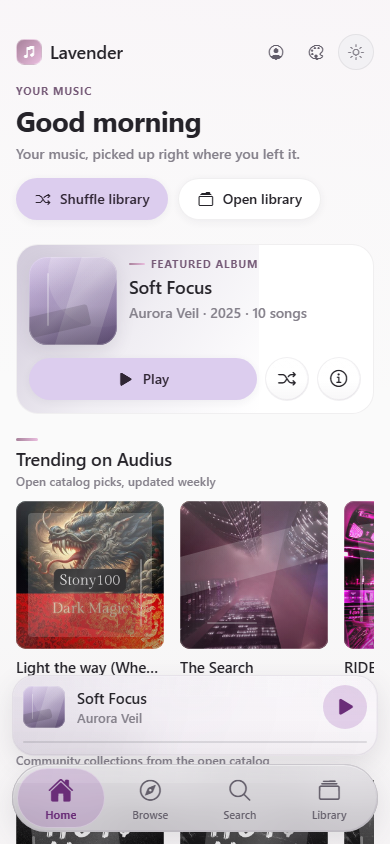 Lavender
YOUR MUSIC
Good morning
Your music, picked up right where you left it.
Shuffle library
Open library
FEATURED ALBUM
Soft Focus
Aurora Veil · 2025 · 10 songs
Play
Trending on Audius
Open catalog picks, updated weekly
Stony100
Dark Magic
Light the way (Whe...
The Search
RIDE
Soft Focus
Aurora Veil
Community collections from the open catalog
Home
Browse
Search
Library